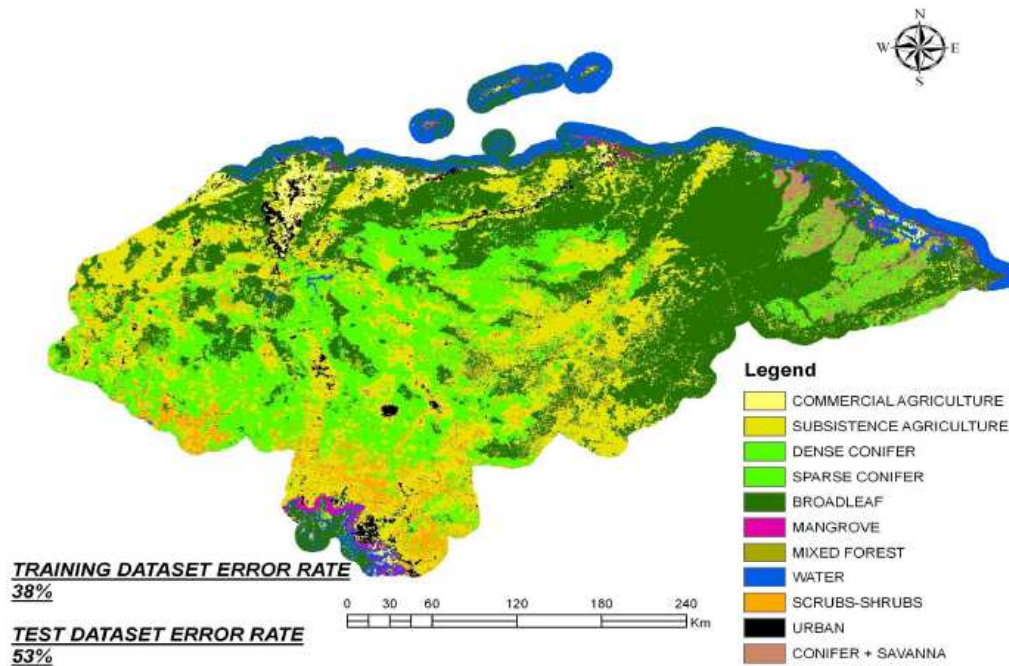 N
W E
S
Legend
COMMERCIAL AGRICULTURE
SUBSISTENCE AGRICULTURE
DENSE CONIFER
SPARSE CONIFER
BROADLEAF
MANGROVE
MIXED FOREST
WATER
SCRUBS-SHRUBS
URBAN
CONIFER + SAVANNA
TRAINING DATASET ERROR RATE
38%
TEST DATASET ERROR RATE
53%
0 30 60 120 180 240
Km